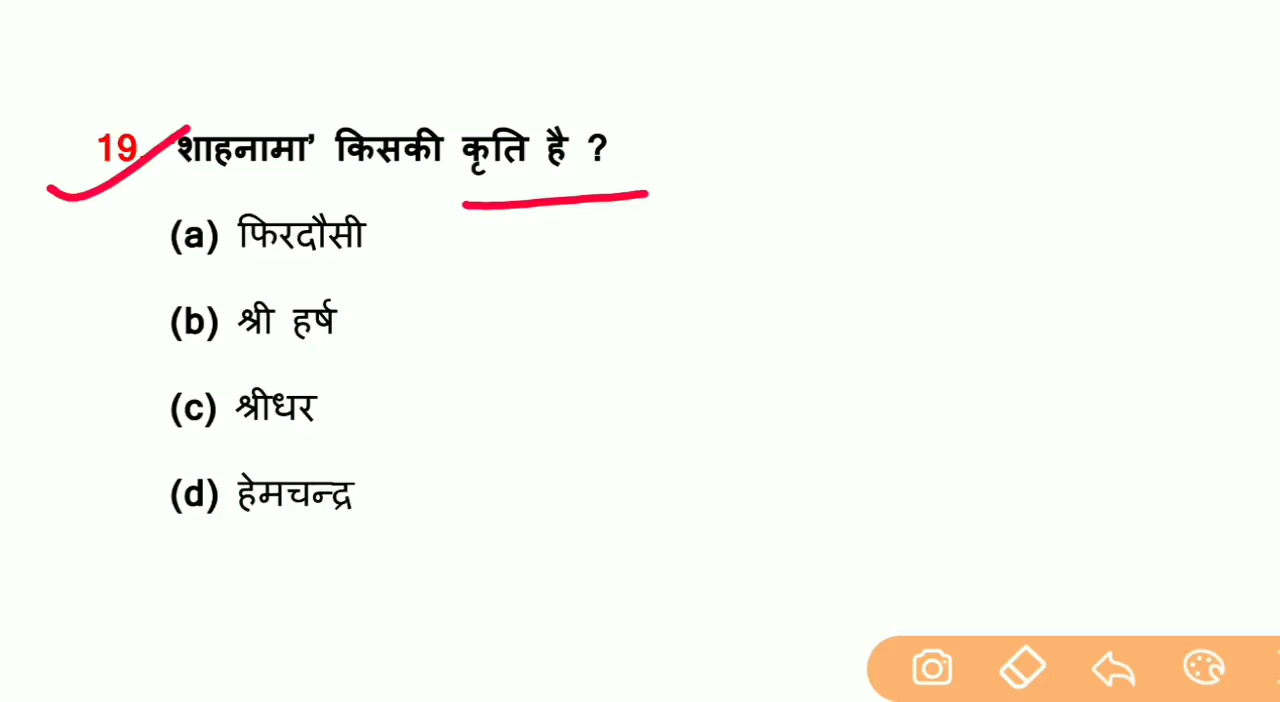 19. 'शाहनामा' किसकी कृति है ?
(a) फिरदौसी
(b) श्री हर्ष
(c) श्रीधर
(d) हेमचन्द्र